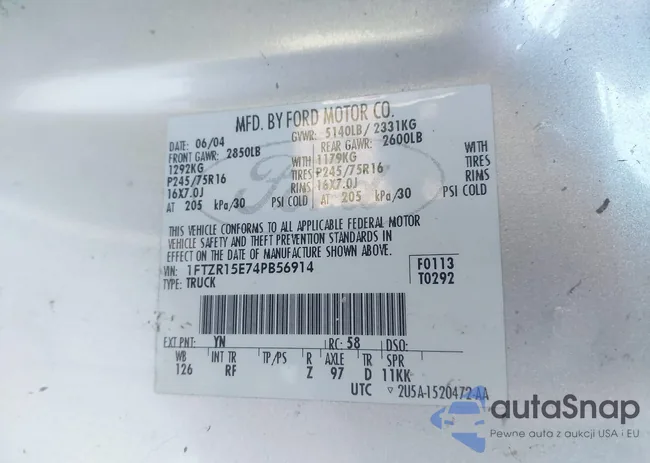 MFD. BY FORD MOTOR CO.
DATE: 06/04 GVWR: 5140LB/ 2331KG
FRONT GAWR: 2850LB REAR GAWR: 2600LB
1292KG WITH 1179KG WITH
P245/75R16 TIRES P245/75R16 TIRES
16X7.0J RIMS 16X7.0J RIMS
AT 205 kPa/30 PSI COLD AT 205 kPa/30 PSI COLD
Ford
THIS VEHICLE CONFORMS TO ALL APPLICABLE FEDERAL MOTOR
VEHICLE SAFETY AND THEFT PREVENTION STANDARDS IN
EFFECT ON THE DATE OF MANUFACTURE SHOWN ABOVE.
VIN: 1FTZR15E74PB56914 F0113
TYPE: TRUCK T0292
EXT PNT: YN RC: 58 DSO:
WB INT TR TP/PS R AXLE TR SPR
126 RF Z 97 D 11KK
UTC ▽ 2U5A-1520472-AA
autaSnap
Pewne auta z aukcji USA i EU